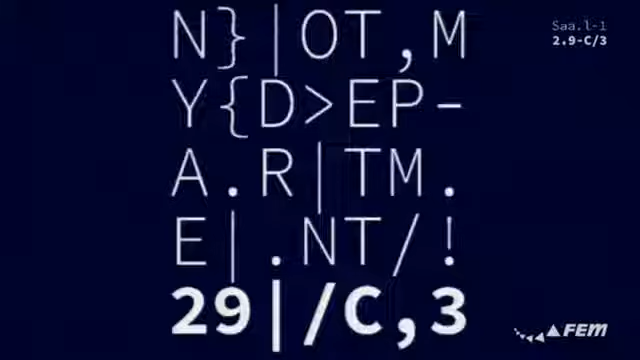 N}|OT,M
Y{D>EP-
A.R|TM.
E|.NT/!
29|/C,3
Saa.l-1
2.9-C/3
FEM